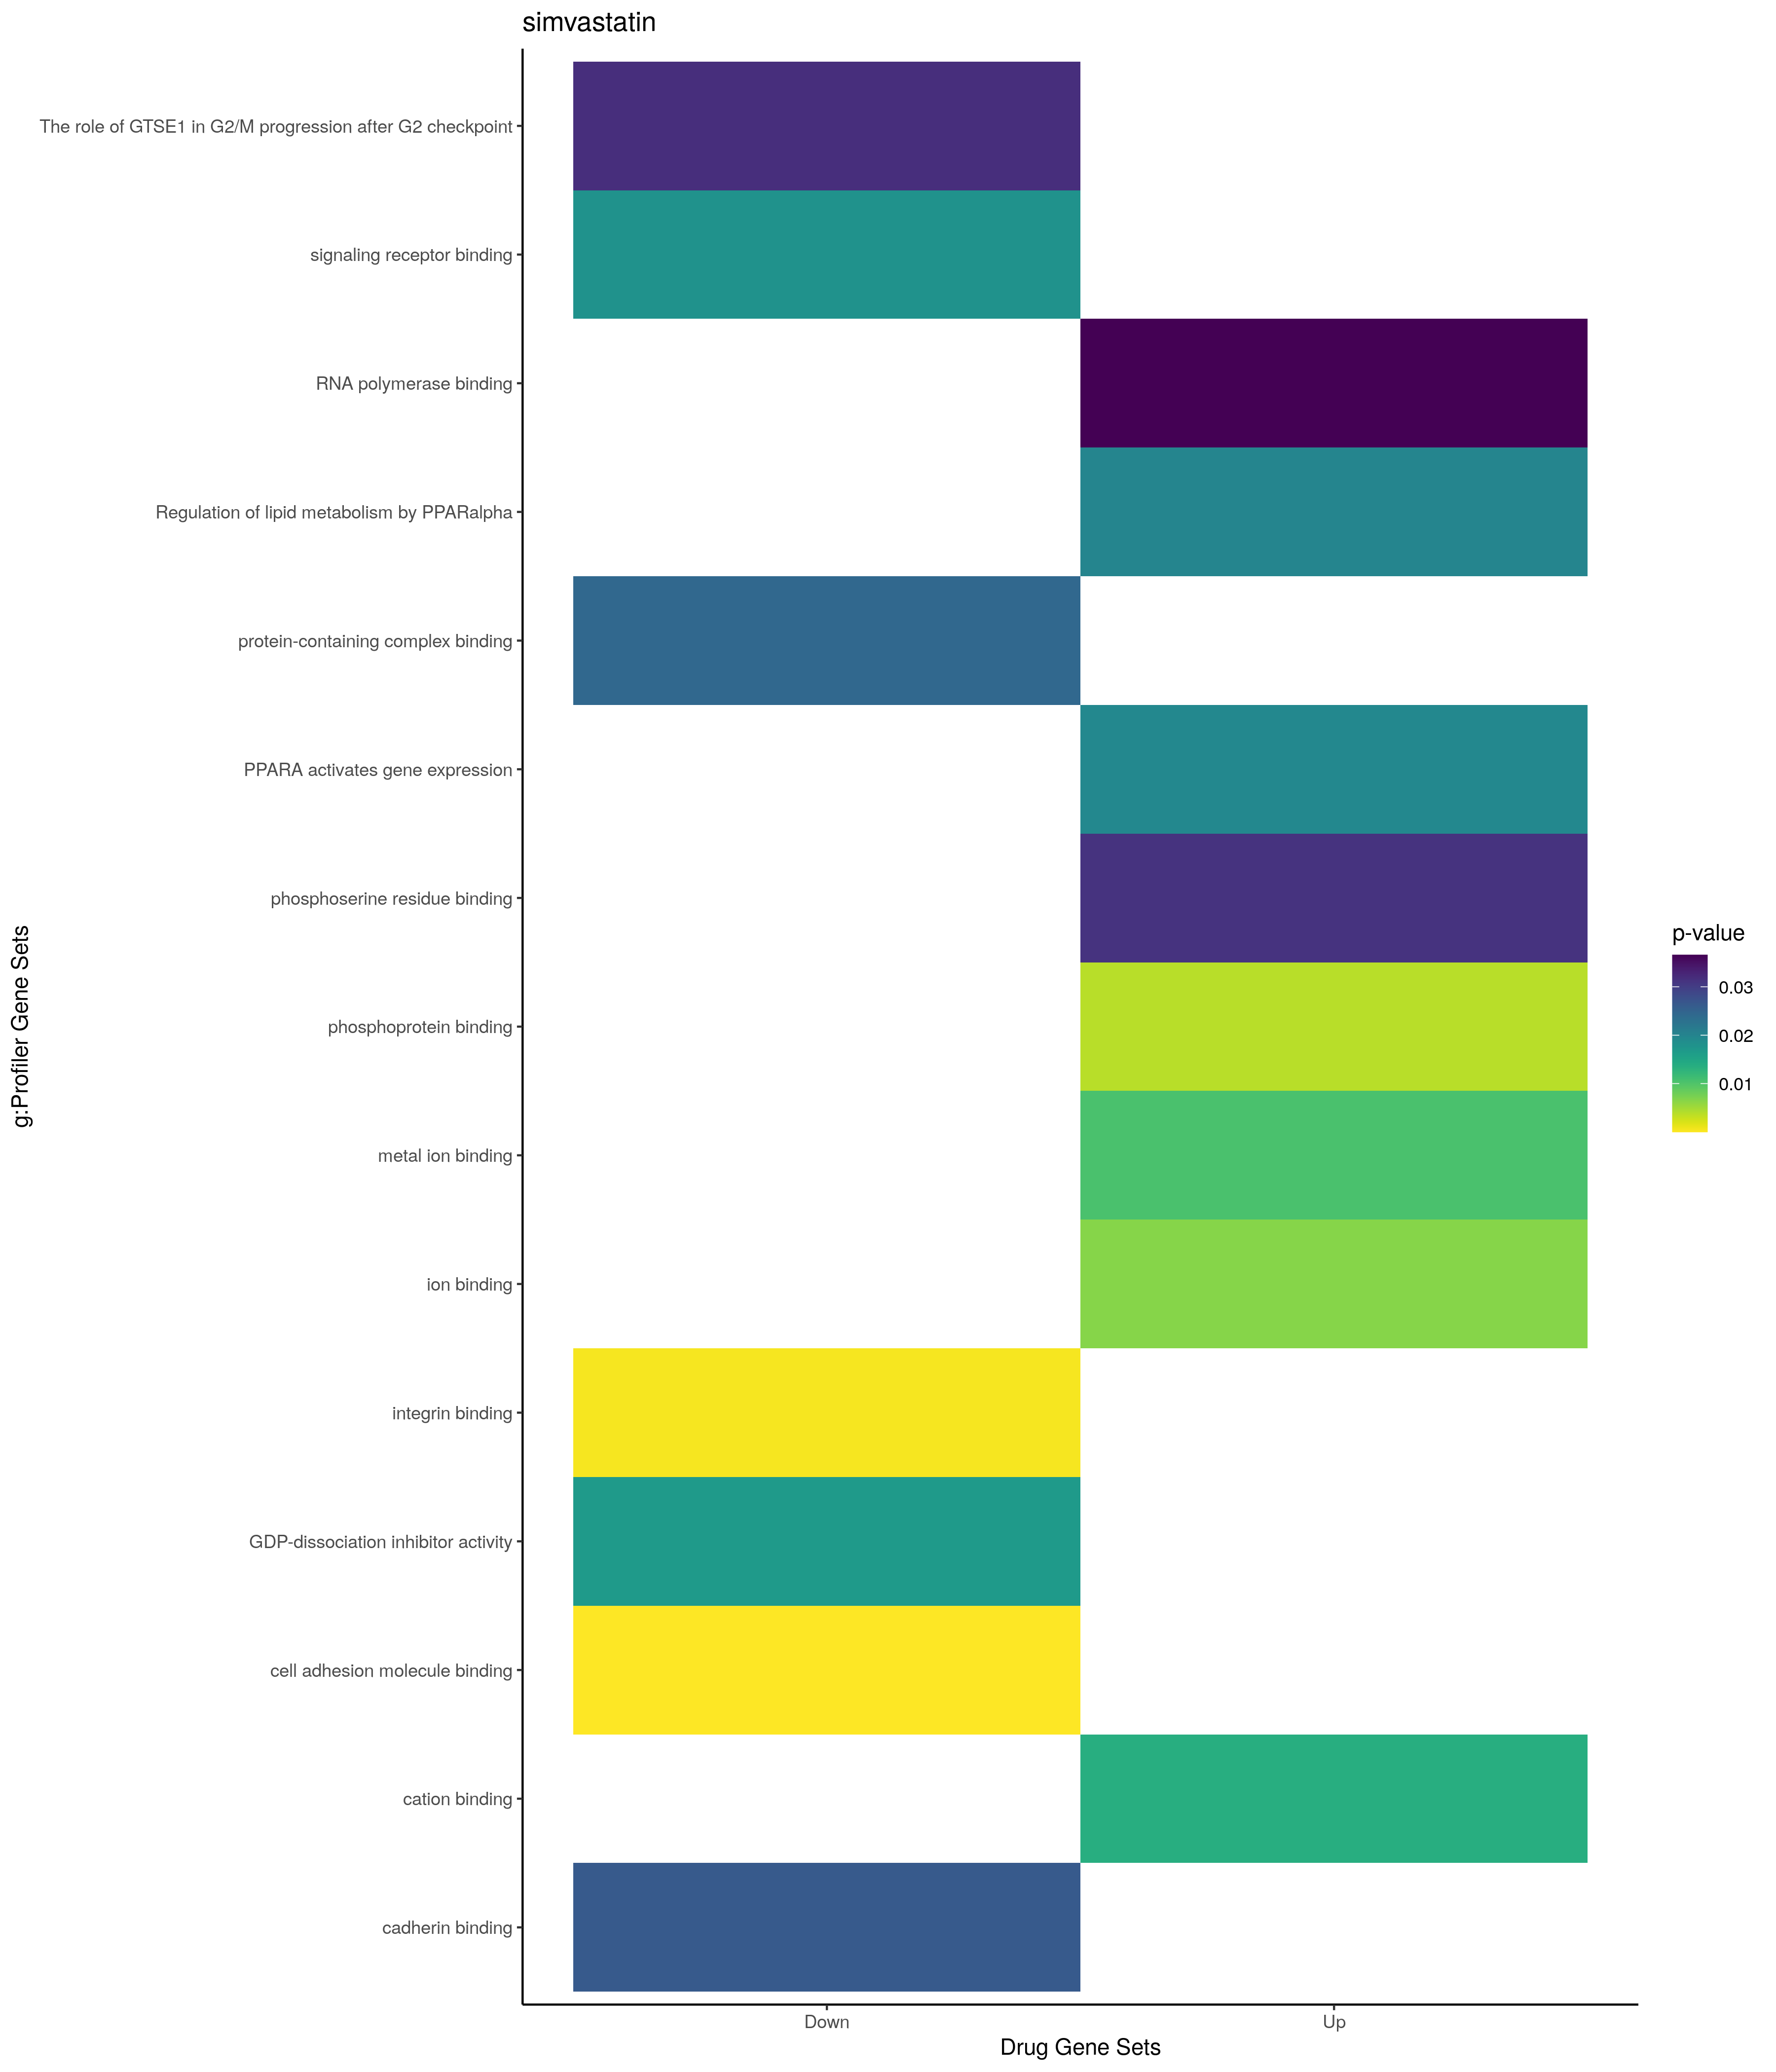 simvastatin
The role of GTSE1 in G2/M progression after G2 checkpoint
signaling receptor binding
RNA polymerase binding
Regulation of lipid metabolism by PPARalpha
protein-containing complex binding
PPARA activates gene expression
phosphoserine residue binding
phosphoprotein binding
metal ion binding
ion binding
integrin binding
GDP-dissociation inhibitor activity
cell adhesion molecule binding
cation binding
cadherin binding
g:Profiler Gene Sets
Down
Up
Drug Gene Sets
p-value
0.03
0.02
0.01